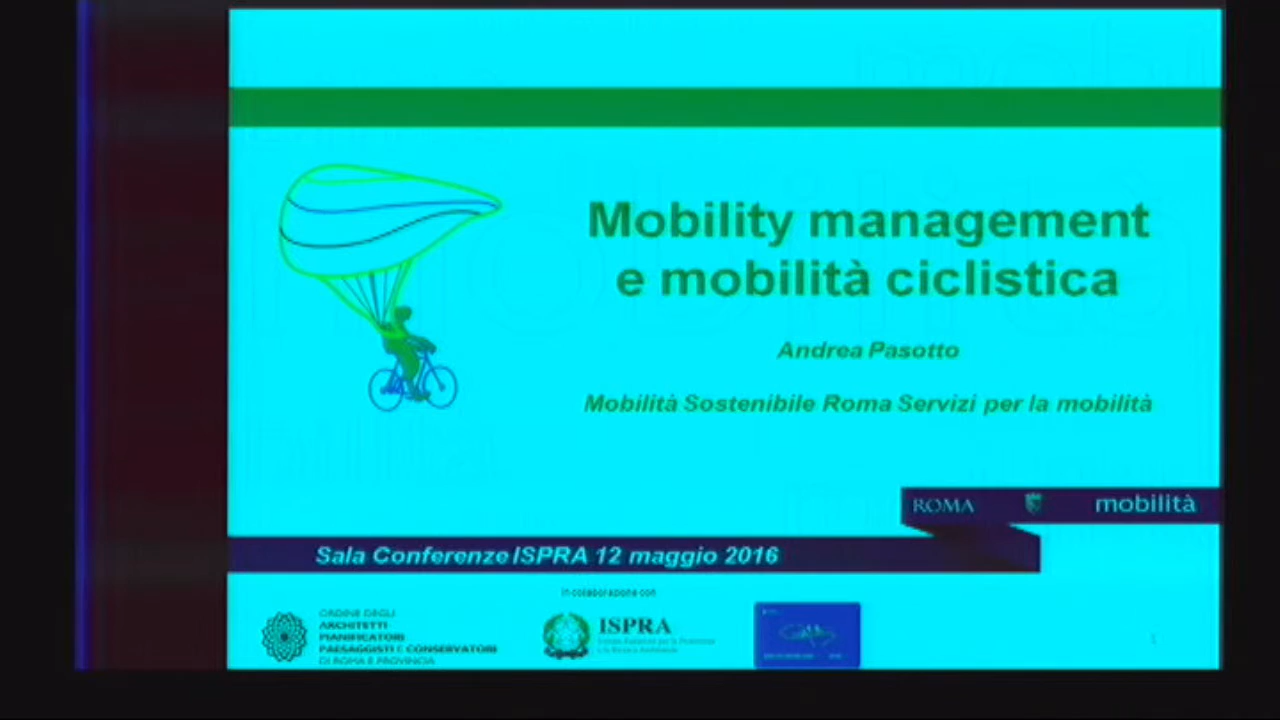 Mobility management
e mobilità ciclistica
Andrea Pasotto
Mobilità Sostenibile Roma Servizi per la mobilità
ROMA mobilità
Sala Conferenze ISPRA 12 maggio 2016
in collaborazione con
ORDINE DEGLI
ARCHITETTI
PIANIFICATORI
PAESAGGISTI E CONSERVATORI
DI ROMA E PROVINCIA
ISPRA
1